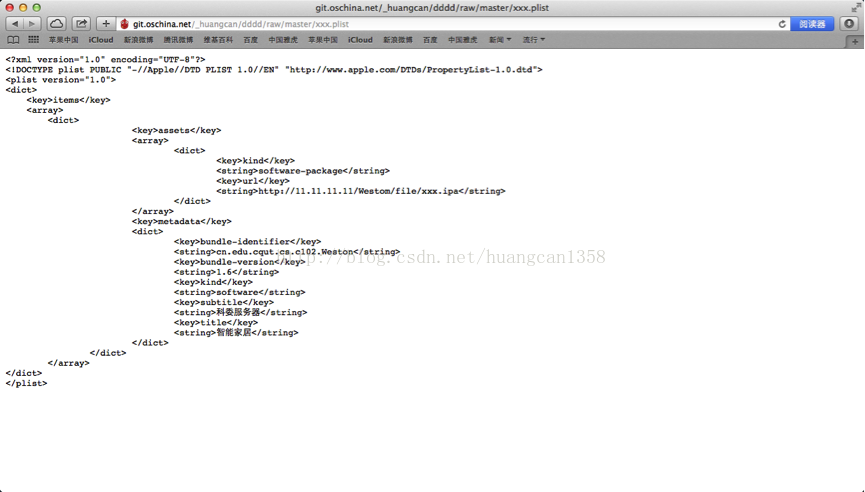 git.oschina.net/_huangcan/dddd/raw/master/xxx.plist
git.oschina.net/_huangcan/dddd/raw/master/xxx.plist 阅读器
苹果中国 iCloud 新浪微博 腾讯微博 维基百科 百度 中国雅虎 苹果中国 iCloud 新浪微博 百度 中国雅虎 新闻 流行
<?xml version="1.0" encoding="UTF-8"?>
<!DOCTYPE plist PUBLIC "-//Apple//DTD PLIST 1.0//EN" "http://www.apple.com/DTDs/PropertyList-1.0.dtd">
<plist version="1.0">
<dict>
<key>items</key>
<array>
<dict>
<key>assets</key>
<array>
<dict>
<key>kind</key>
<string>software-package</string>
<key>url</key>
<string>http://11.11.11.11/Westom/file/xxx.ipa</string>
</dict>
</array>
<key>metadata</key>
<dict>
<key>bundle-identifier</key>
<string>cn.edu.cqut.cs.c102.Weston</string>
<key>bundle-version</key>
<string>1.6</string>
<key>kind</key>
<string>software</string>
<key>subtitle</key>
<string>科委服务器</string>
<key>title</key>
<string>智能家居</string>
</dict>
</dict>
</array>
</dict>
</plist>
http://blog.csdn.net/huangcan1358